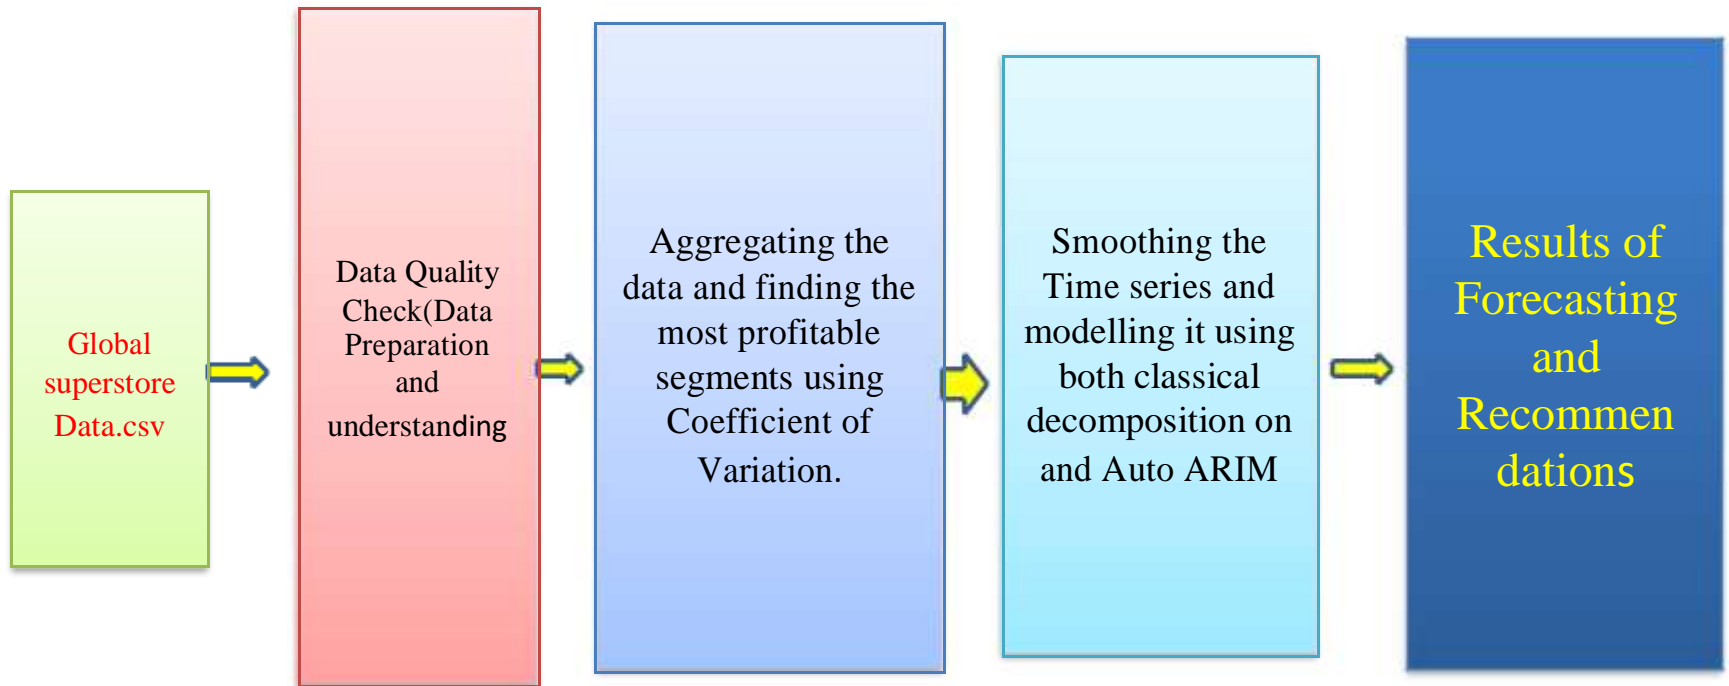 Global
superstore
Data.csv
Data Quality
Check(Data
Preparation
and
understanding
Aggregating the
data and finding the
most profitable
segments using
Coefficient of
Variation.
Smoothing the
Time series and
modelling it using
both classical
decomposition on
and Auto ARIM
Results of
Forecasting
and
Recommen
dations